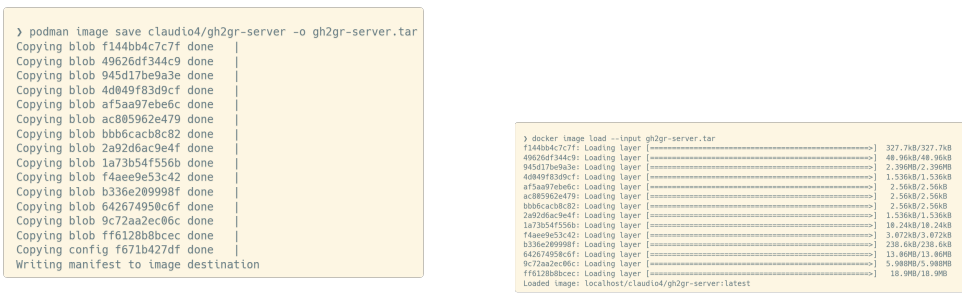 ❯ podman image save claudio4/gh2gr-server -o gh2gr-server.tar
Copying blob f144bb4c7c7f done   |
Copying blob 49626df344c9 done   |
Copying blob 945d17be9a3e done   |
Copying blob 4d049f83d9cf done   |
Copying blob af5aa97ebe6c done   |
Copying blob ac805962e479 done   |
Copying blob bbb6cacb8c82 done   |
Copying blob 2a92d6ac9e4f done   |
Copying blob 1a73b54f556b done   |
Copying blob f4aee9e53c42 done   |
Copying blob b336e209998f done   |
Copying blob 642674950c6f done   |
Copying blob 9c72aa2ec06c done   |
Copying blob ff6128b8bcec done   |
Copying config f671b427df done   |
Writing manifest to image destination
❯ docker image load --input gh2gr-server.tar
f144bb4c7c7f: Loading layer [==================================================>]  327.7kB/327.7kB
49626df344c9: Loading layer [==================================================>]  40.96kB/40.96kB
945d17be9a3e: Loading layer [==================================================>]  2.396MB/2.396MB
4d049f83d9cf: Loading layer [==================================================>]  1.536kB/1.536kB
af5aa97ebe6c: Loading layer [==================================================>]   2.56kB/2.56kB
ac805962e479: Loading layer [==================================================>]   2.56kB/2.56kB
bbb6cacb8c82: Loading layer [==================================================>]   2.56kB/2.56kB
2a92d6ac9e4f: Loading layer [==================================================>]  1.536kB/1.536kB
1a73b54f556b: Loading layer [==================================================>]  10.24kB/10.24kB
f4aee9e53c42: Loading layer [==================================================>]  3.072kB/3.072kB
b336e209998f: Loading layer [==================================================>]  238.6kB/238.6kB
642674950c6f: Loading layer [==================================================>]  13.06MB/13.06MB
9c72aa2ec06c: Loading layer [==================================================>]  5.908MB/5.908MB
ff6128b8bcec: Loading layer [==================================================>]   18.9MB/18.9MB
Loaded image: localhost/claudio4/gh2gr-server:latest